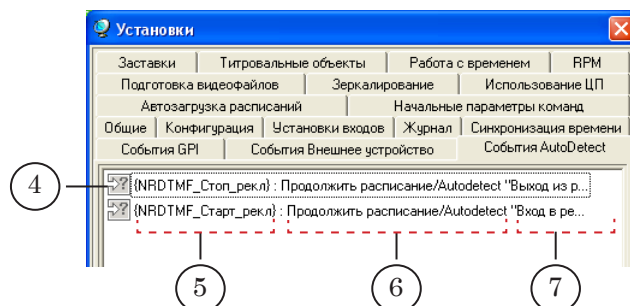 Установки
Заставки Титровальные объекты Работа с временем RPM
Подготовка видеофайлов Зеркалирование Использование ЦП
Автозагрузка расписаний Начальные параметры команд
Общие Конфигурация Установки входов Журнал Синхронизация времени
События GPI События Внешнее устройство События AutoDetect
4 {NRDTMF_Стоп_рекл} : Продолжить расписание/Autodetect "Выход из р...
{NRDTMF_Старт_рекл} : Продолжить расписание/Autodetect "Вход в ре...
5 6 7